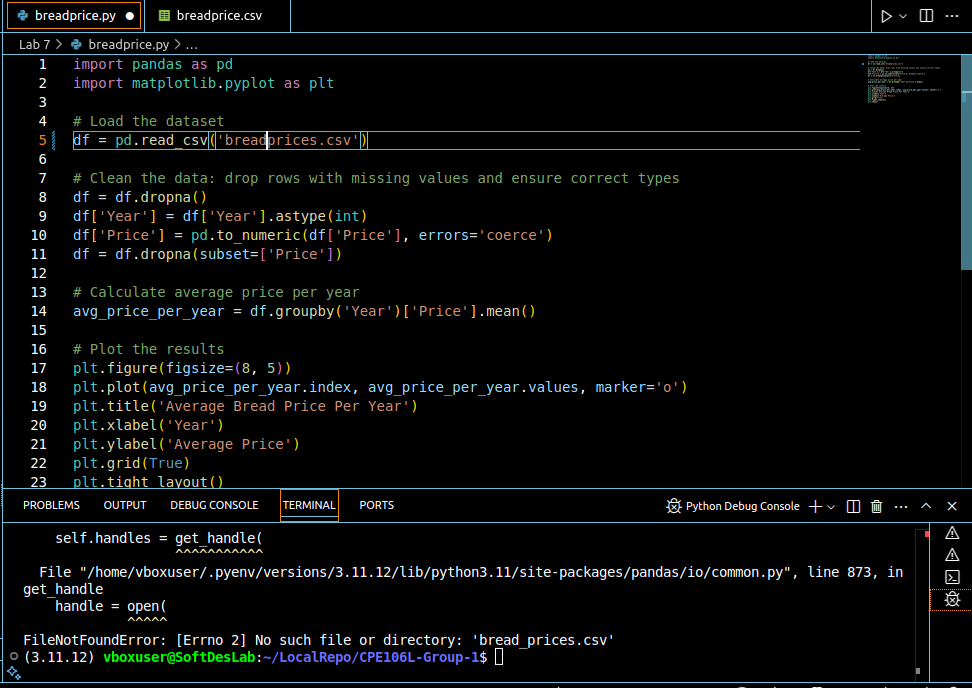 breadprice.py
breadprice.csv
Lab 7 > breadprice.py > ...
1 import pandas as pd
2 import matplotlib.pyplot as plt
3
4 # Load the dataset
5 df = pd.read_csv('breadprices.csv')
6
7 # Clean the data: drop rows with missing values and ensure correct types
8 df = df.dropna()
9 df['Year'] = df['Year'].astype(int)
10 df['Price'] = pd.to_numeric(df['Price'], errors='coerce')
11 df = df.dropna(subset=['Price'])
12
13 # Calculate average price per year
14 avg_price_per_year = df.groupby('Year')['Price'].mean()
15
16 # Plot the results
17 plt.figure(figsize=(8, 5))
18 plt.plot(avg_price_per_year.index, avg_price_per_year.values, marker='o')
19 plt.title('Average Bread Price Per Year')
20 plt.xlabel('Year')
21 plt.ylabel('Average Price')
22 plt.grid(True)
23 plt.tight_layout()
PROBLEMS OUTPUT DEBUG CONSOLE TERMINAL PORTS Python Debug Console
self.handles = get_handle(
^^^^^^^^^^^
File "/home/vboxuser/.pyenv/versions/3.11.12/lib/python3.11/site-packages/pandas/io/common.py", line 873, in
get_handle
handle = open(
^^^^^
FileNotFoundError: [Errno 2] No such file or directory: 'bread_prices.csv'
(3.11.12) vboxuser@SoftDesLab:~/LocalRepo/CPE106L-Group-1$